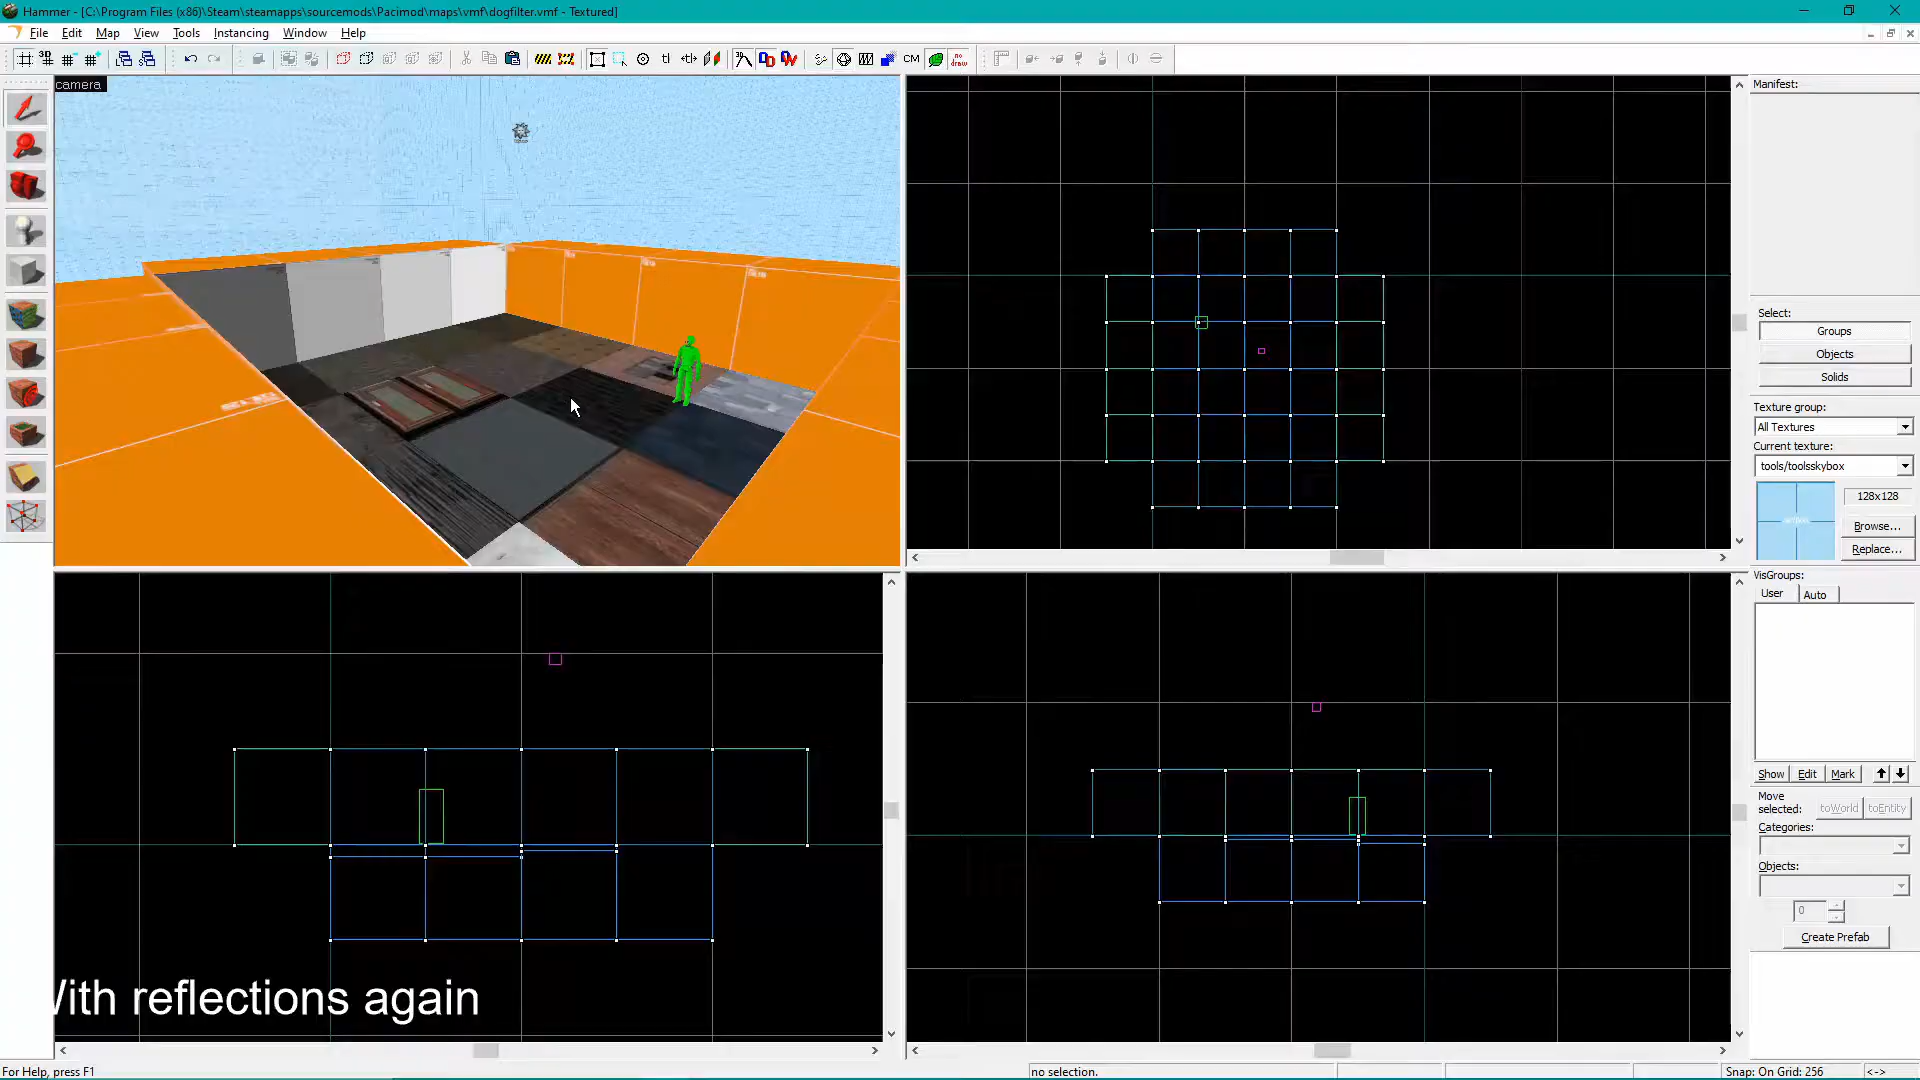 Hammer - [C:\Program Files (x86)\Steam\steamapps\sourcemods\Pacimod\maps\vmf\dogfilter.vmf - Textured]
File Edit Map View Tools Instancing Window Help
camera
Manifest:
Select:
Groups
Objects
Solids
Texture group:
All Textures
Current texture:
tools/toolsskybox
128x128
Browse...
Replace...
VisGroups:
User Auto
Show Edit Mark
Move selected:
toWorld toEntity
Categories:
Objects:
0
Create Prefab
With reflections again
For Help, press F1
no selection.
Snap: On Grid: 256 <->